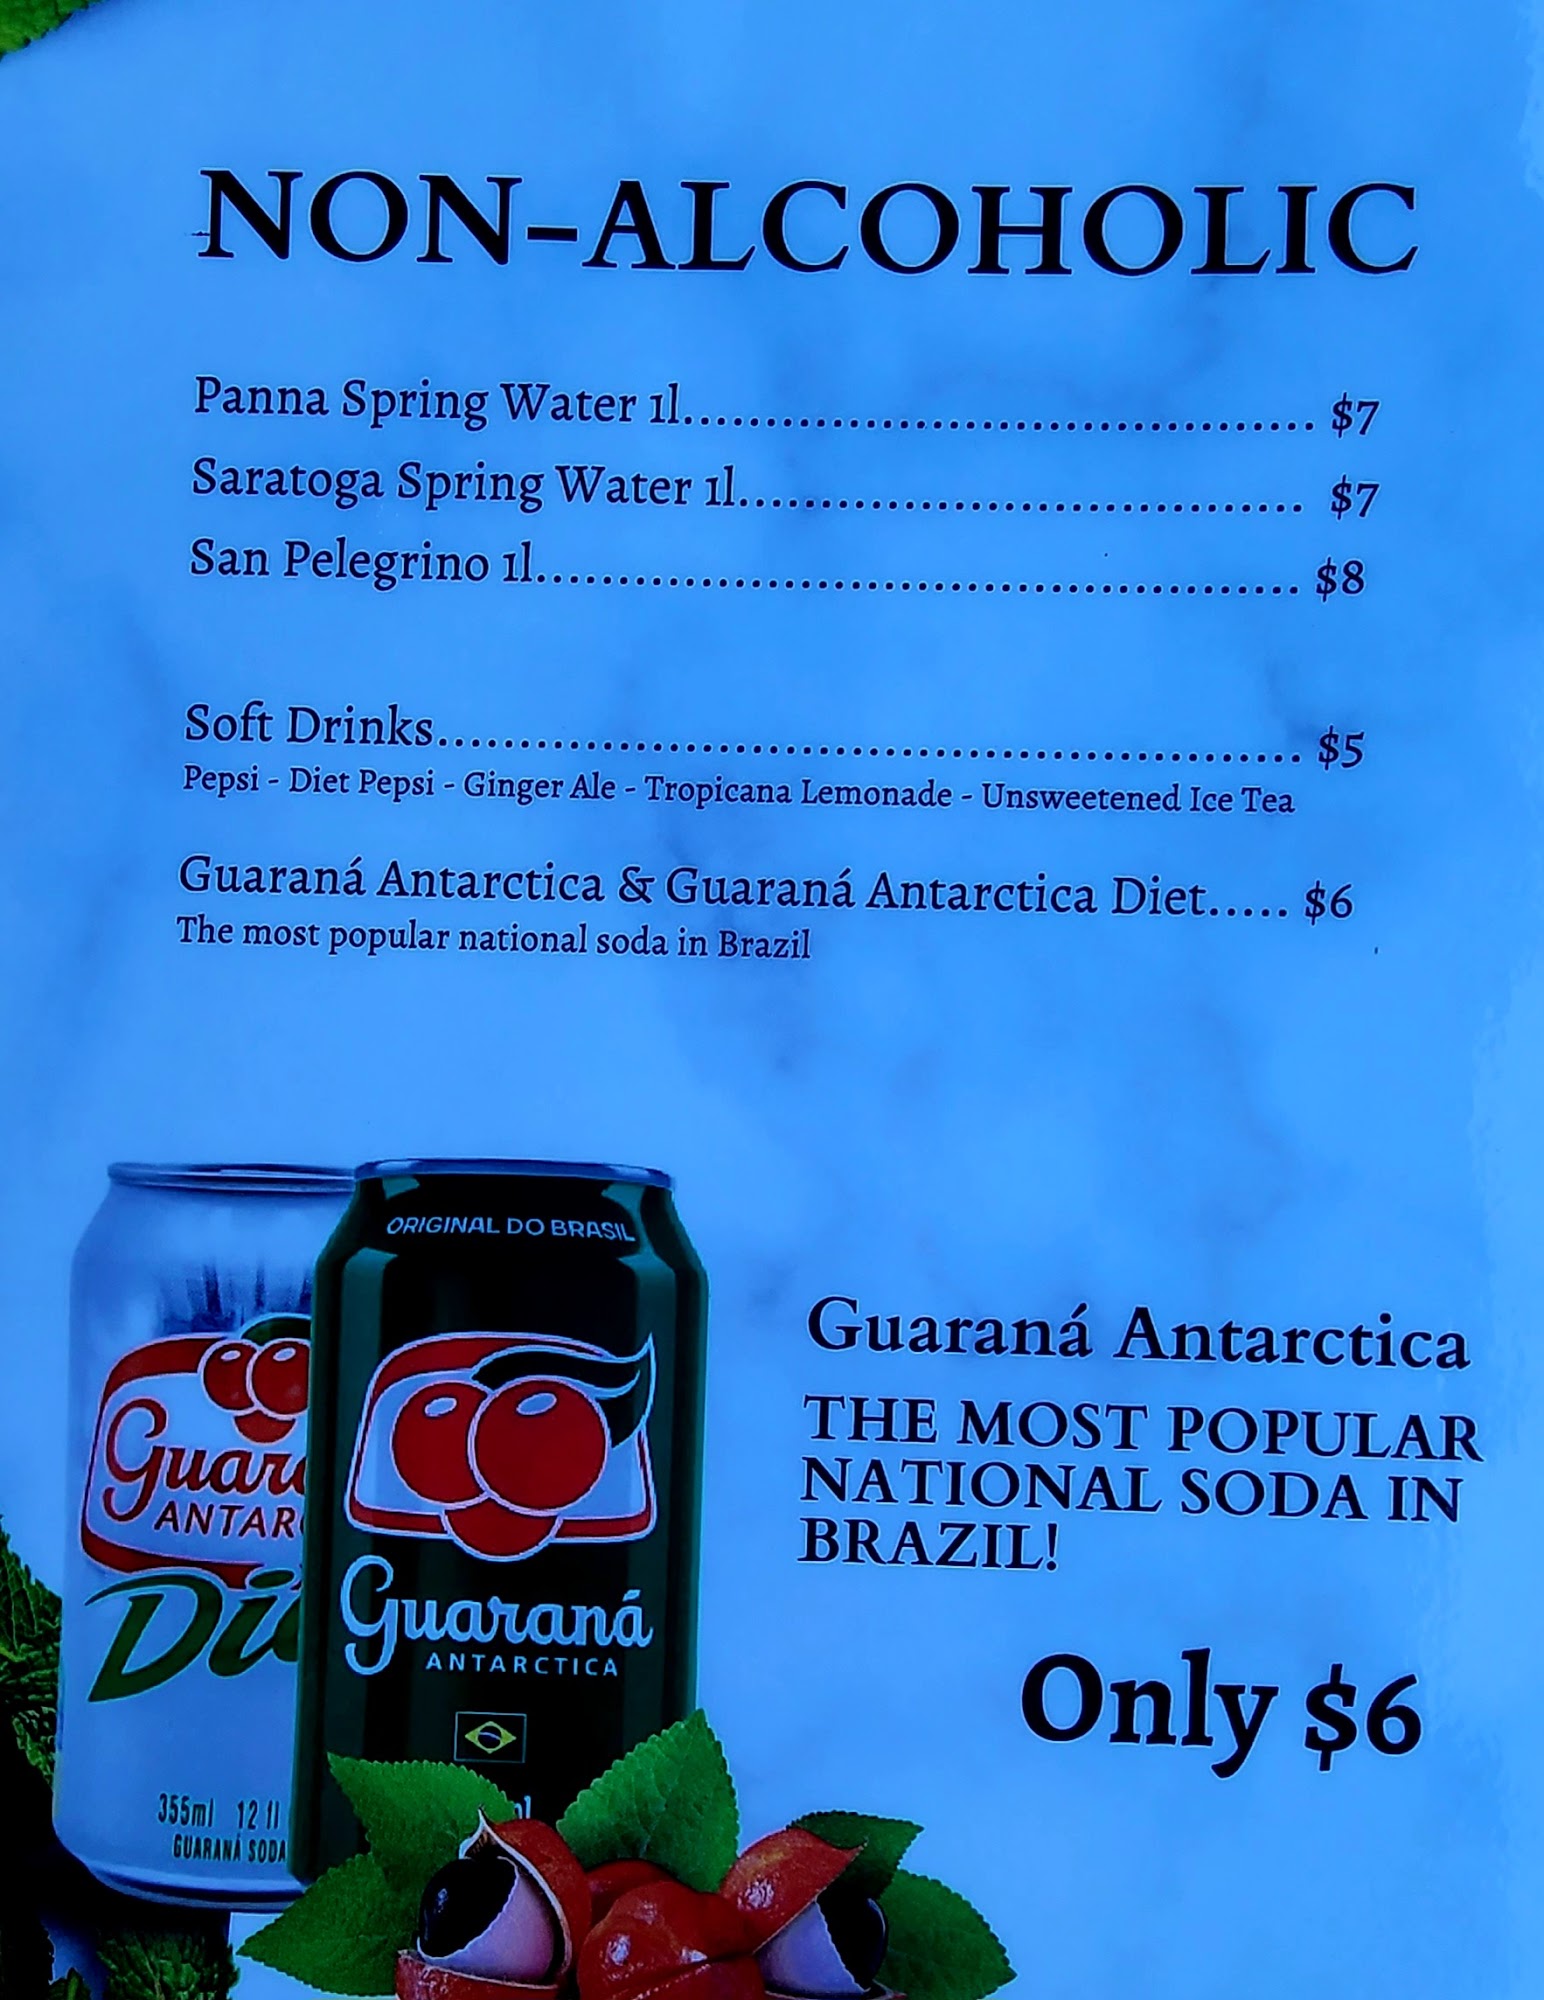 NON-ALCOHOLIC
Panna Spring Water 1l....................................... $7
Saratoga Spring Water 1l................................... $7
San Pelegrino 1l............................................... $8
Soft Drinks..................................................... $5
Pepsi - Diet Pepsi - Ginger Ale - Tropicana Lemonade - Unsweetened Ice Tea
Guaraná Antarctica & Guaraná Antarctica Diet..... $6
The most popular national soda in Brazil
ORIGINAL DO BRASIL
Guaraná
ANTARCTICA
355ml 12 fl
GUARANÁ SODA
Guaraná Antarctica
THE MOST POPULAR
NATIONAL SODA IN
BRAZIL!
Only $6